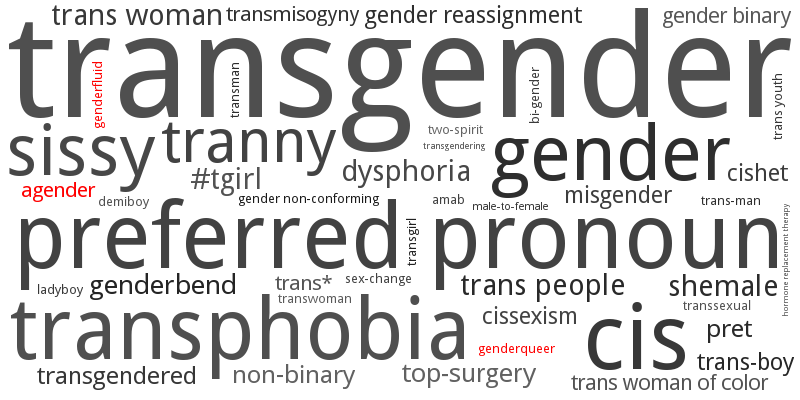 trans woman transmisogyny gender reassignment gender binary
transgender
genderfluid
transman
bi-gender
trans youth
sissy tranny two-spirit gender
transgendering
#tgirl dysphoria cishet
agender misgender
demiboy gender non-conforming amab male-to-female trans-man
preferred pronoun
transgirl
hormone replacement therapy
ladyboy genderbend trans* sex-change trans people shemale
transwoman
transphobia cissexism cis transsexual
pret
genderqueer
trans-boy
transgendered non-binary top-surgery trans woman of color